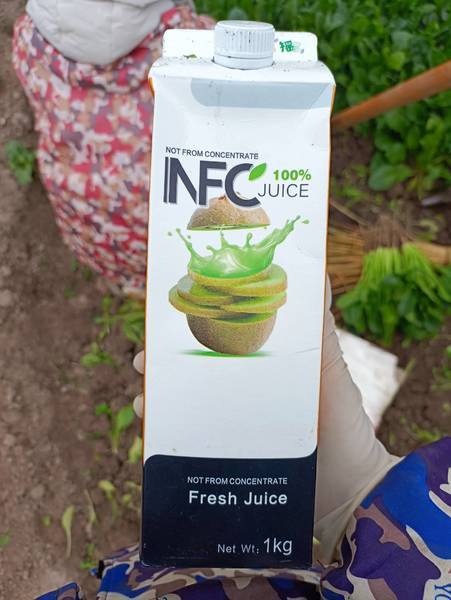 NOT FROM CONCENTRATE
NFC
100%
JUICE
NOT FROM CONCENTRATE
Fresh Juice
Net Wt: 1kg